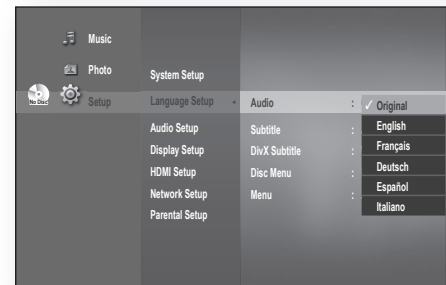 Music
Photo
No Disc
Setup
System Setup
Language Setup
Audio Setup
Display Setup
HDMI Setup
Network Setup
Parental Setup
Audio :
Subtitle :
DivX Subtitle :
Disc Menu :
Menu :
✓ Original
English
Français
Deutsch
Español
Italiano